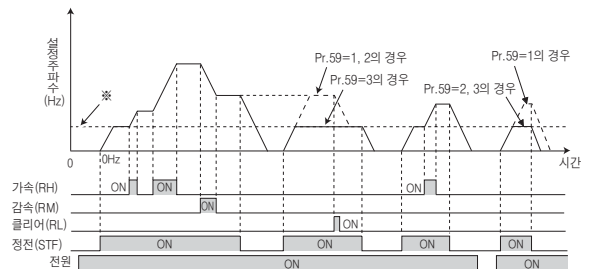 설정주파수
(Hz)
※
Pr.59=1, 2의 경우
Pr.59=3의 경우
Pr.59=1의 경우
Pr.59=2, 3의 경우
0
0Hz
시간
가속(RH)
ON
ON
ON
감속(RM)
ON
클리어(RL)
ON
정전(STF)
ON
ON
ON
ON
전원
ON
ON